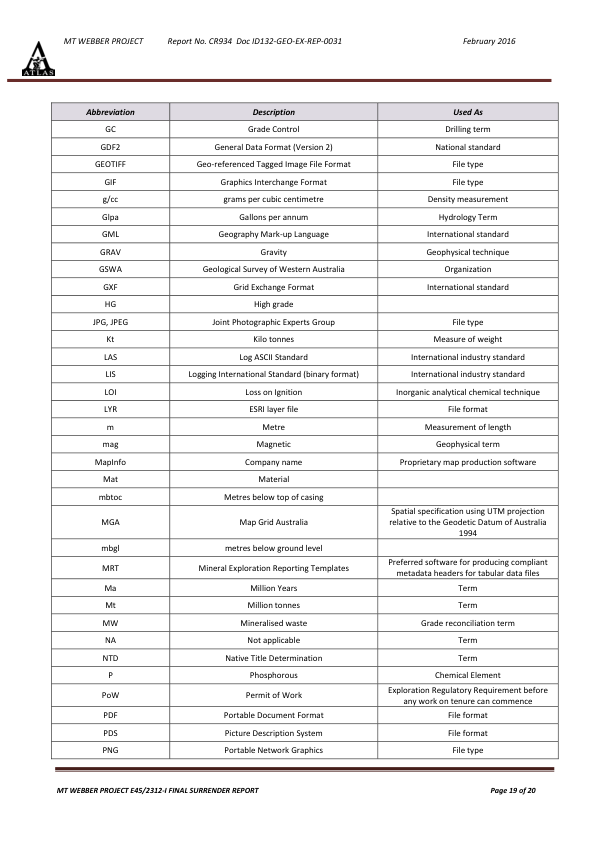 MT WEBBER PROJECT Report No. CR934 Doc ID132-GEO-EX-REP-0031 February 2016
ATLAS
Abbreviation Description Used As
GC Grade Control Drilling term
GDF2 General Data Format (Version 2) National standard
GEOTIFF Geo-referenced Tagged Image File Format File type
GIF Graphics Interchange Format File type
g/cc grams per cubic centimetre Density measurement
Glpa Gallons per annum Hydrology Term
GML Geography Mark-up Language International standard
GRAV Gravity Geophysical technique
GSWA Geological Survey of Western Australia Organization
GXF Grid Exchange Format International standard
HG High grade
JPG, JPEG Joint Photographic Experts Group File type
Kt Kilo tonnes Measure of weight
LAS Log ASCII Standard International industry standard
LIS Logging International Standard (binary format) International industry standard
LOI Loss on Ignition Inorganic analytical chemical technique
LYR ESRI layer file File format
m Metre Measurement of length
mag Magnetic Geophysical term
MapInfo Company name Proprietary map production software
Mat Material
mbtoc Metres below top of casing
MGA Map Grid Australia Spatial specification using UTM projection
relative to the Geodetic Datum of Australia
1994
mbgl metres below ground level
MRT Mineral Exploration Reporting Templates Preferred software for producing compliant
metadata headers for tabular data files
Ma Million Years Term
Mt Million tonnes Term
MW Mineralised waste Grade reconciliation term
NA Not applicable Term
NTD Native Title Determination Term
P Phosphorous Chemical Element
PoW Permit of Work Exploration Regulatory Requirement before
any work on tenure can commence
PDF Portable Document Format File format
PDS Picture Description System File format
PNG Portable Network Graphics File type
MT WEBBER PROJECT E45/2312-I FINAL SURRENDER REPORT Page 19 of 20